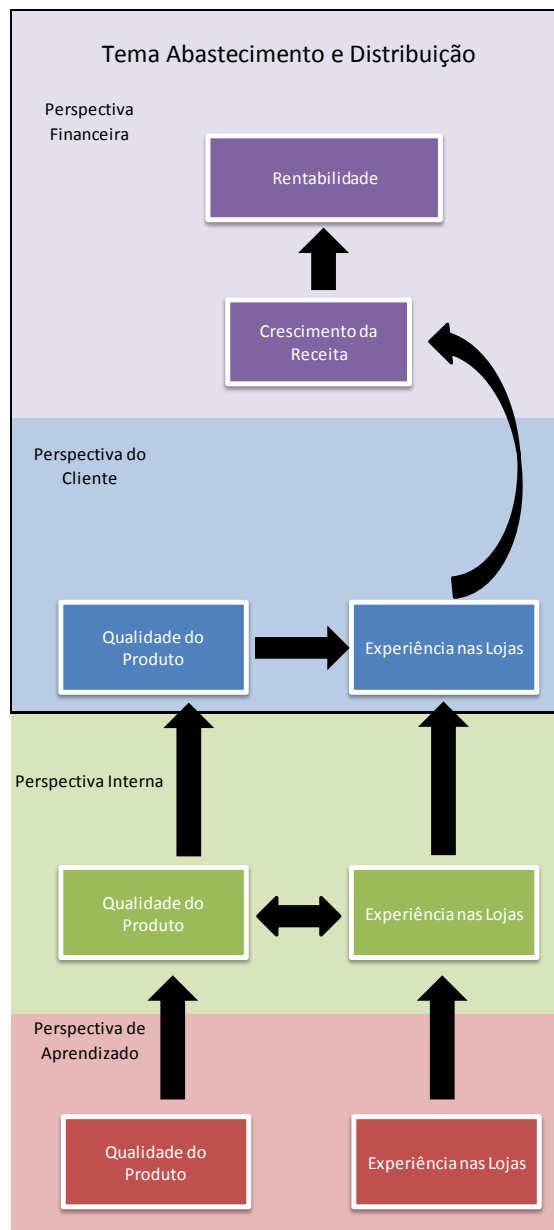 Tema Abastecimento e Distribuição
Perspectiva
Financeira
Rentabilidade
Crescimento da
Receita
Perspectiva do
Cliente
Qualidade do
Produto
Experiência nas Lojas
Perspectiva Interna
Qualidade do
Produto
Experiência nas Lojas
Perspectiva de
Aprendizado
Qualidade do
Produto
Experiência nas Lojas